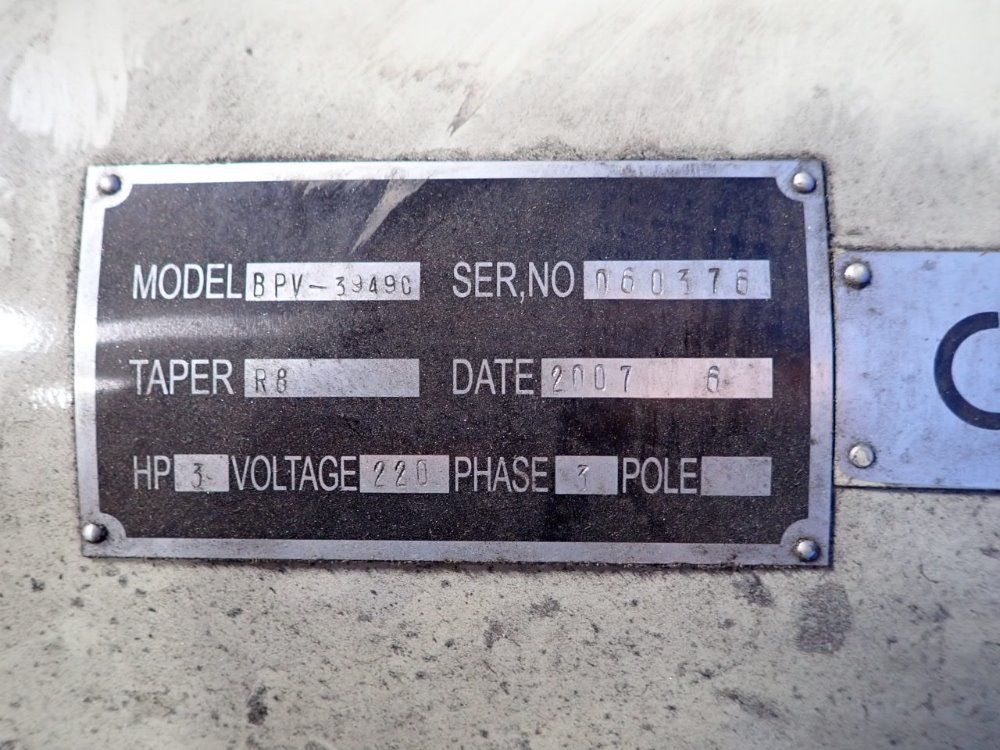 MODEL BPV-3949C SER,NO 060376
TAPER R8 DATE 2007 6
HP 3 VOLTAGE 220 PHASE 3 POLE